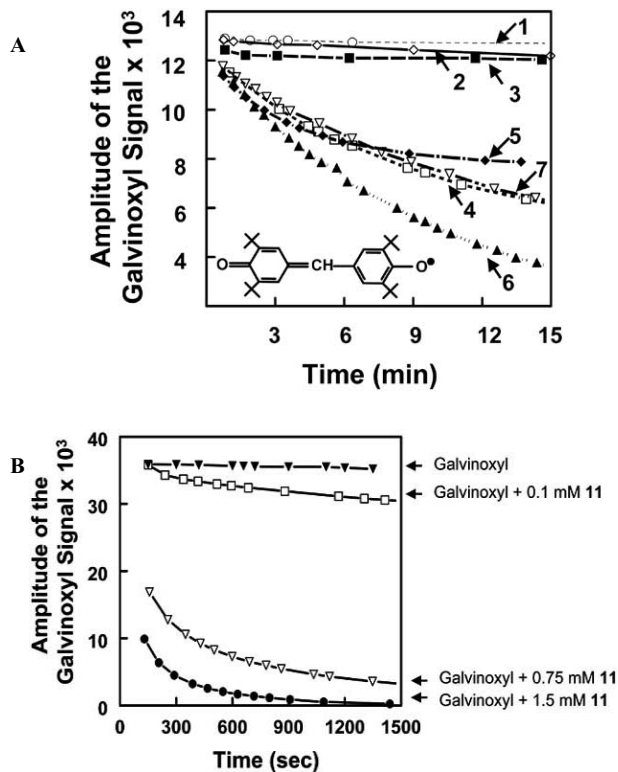 A
Amplitude of the
Galvinoxyl Signal x 10³
14
12
10
8
6
4
1
2
3
5
7
4
6
O
CH
O
3
6
9
12
15
Time (min)
B
Amplitude of the
Galvinoxyl Signal x 10³
40
30
20
10
0
Galvinoxyl
Galvinoxyl + 0.1 mM 11
Galvinoxyl + 0.75 mM 11
Galvinoxyl + 1.5 mM 11
0
300
600
900
1200
1500
Time (sec)